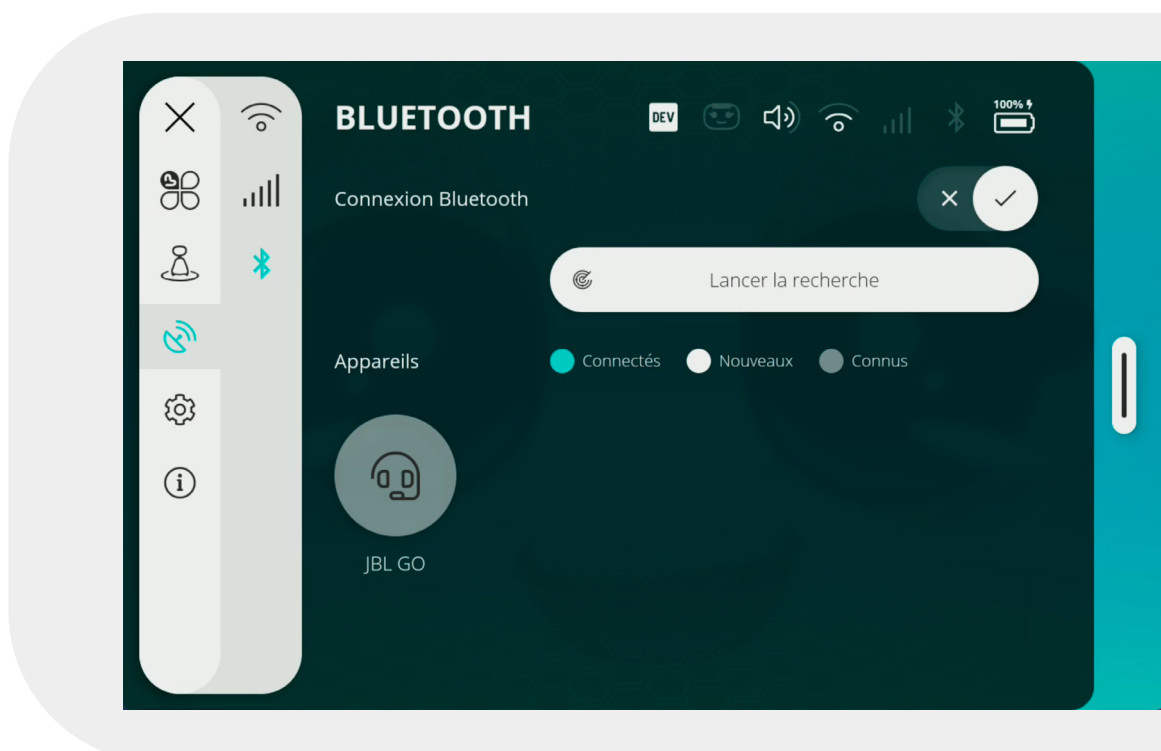 BLUETOOTH
DEV
100%
Connexion Bluetooth
Lancer la recherche
Appareils
Connectés
Nouveaux
Connus
JBL GO